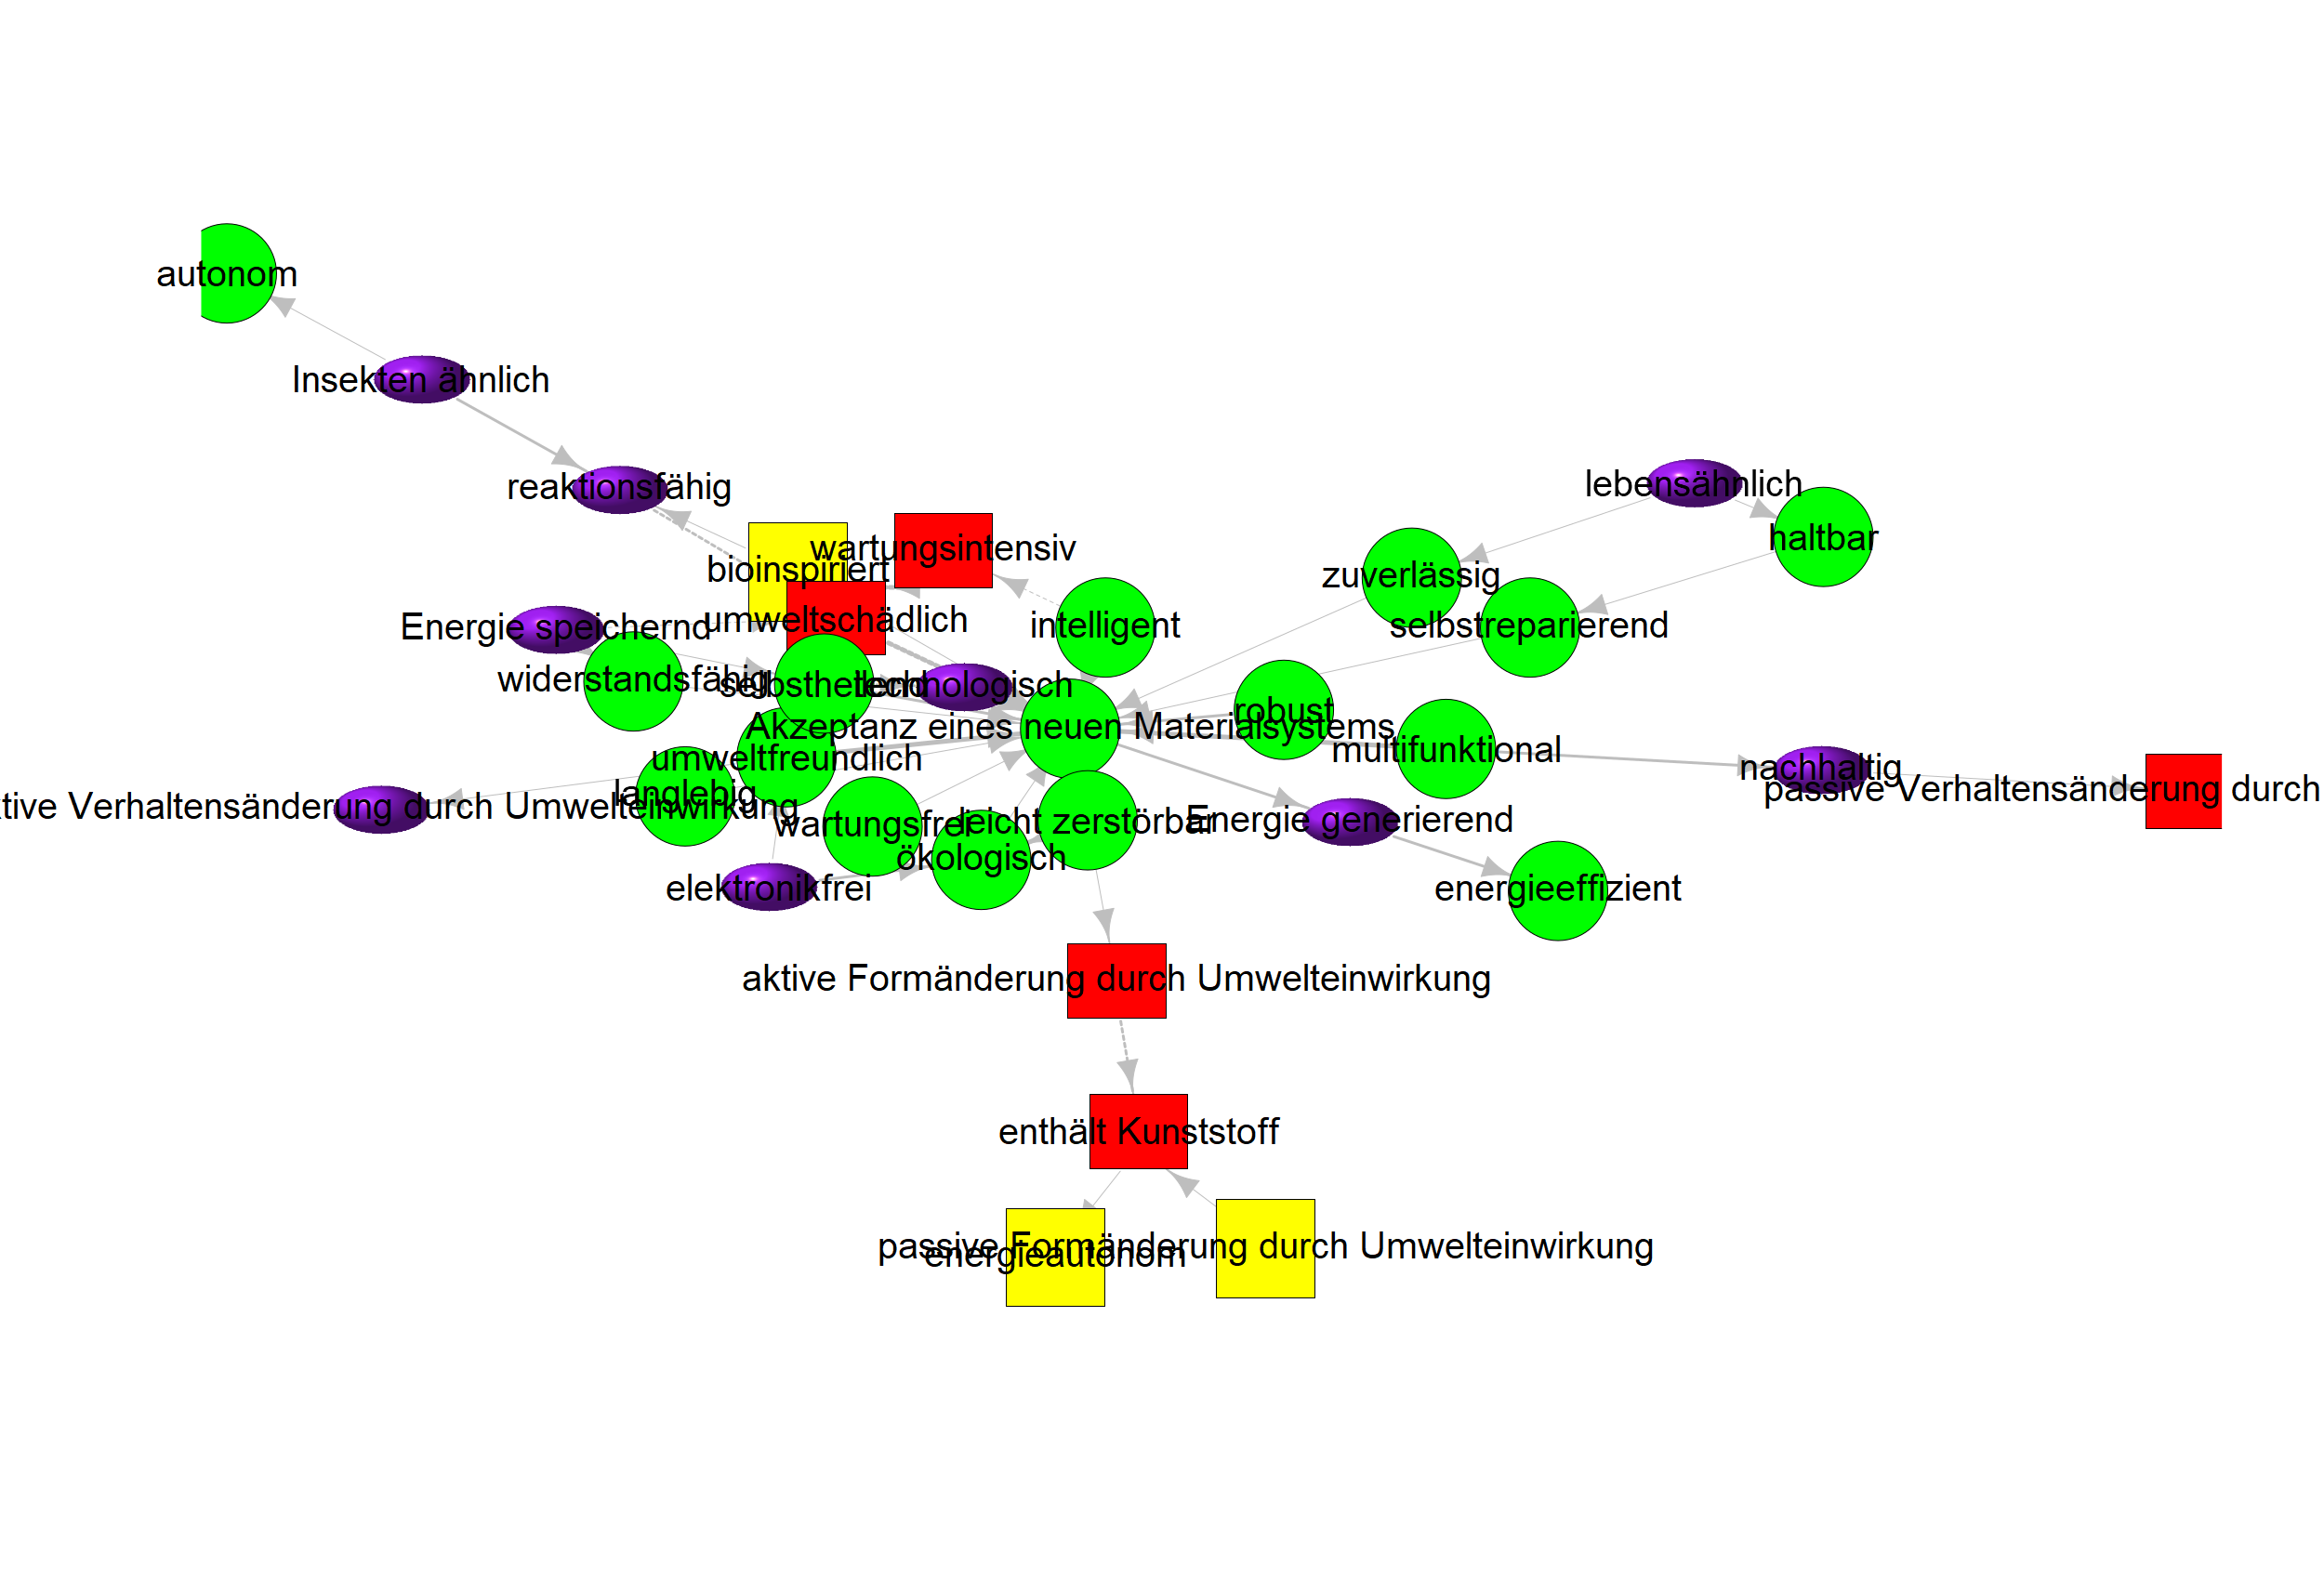 autonom
Insekten ähnlich
reaktionsfähig
lebensähnlich
haltbar
wartungsintensiv
bioinspiriert
zuverlässig
umweltschädlich
intelligent
selbstreparierend
Energie speichernd
widerstandsfähig
selbstheilend
technologisch
robust
Akzeptanz eines neuen Materialsystems
multifunktional
umweltfreundlich
nachhaltig
passive Verhaltensänderung durch
langlebig
tive Verhaltensänderung durch Umwelteinwirkung
wartungsfrei
leicht zerstörbar
Energie generierend
ökologisch
elektronikfrei
energieeffizient
aktive Formänderung durch Umwelteinwirkung
enthält Kunststoff
passive Formänderung durch Umwelteinwirkung
energieautonom